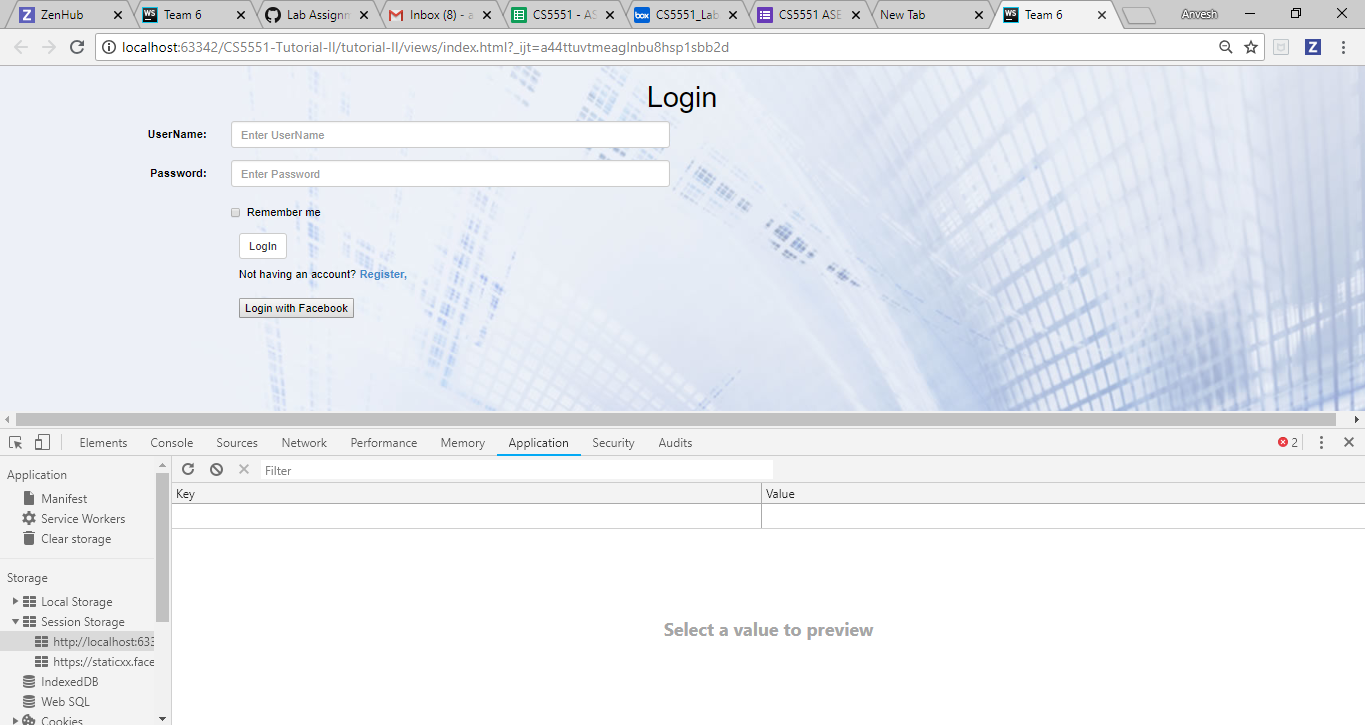 ZenHub
WS Team 6
Lab Assignm
Inbox (8) - a
CS5551 - AS
box CS5551_Lab
CS5551 ASE
New Tab
WS Team 6
Anvesh
localhost:63342/CS5551-Tutorial-II/tutorial-II/views/index.html?_ijt=a44ttuvtmeaglnbu8hsp1sbb2d
Login
UserName: Enter UserName
Password: Enter Password
Remember me
LogIn
Not having an account? Register,
Login with Facebook
Elements Console Sources Network Performance Memory Application Security Audits 2
Application
Manifest
Service Workers
Clear storage
Storage
Local Storage
Session Storage
http://localhost:633
https://staticxx.face
IndexedDB
Web SQL
Cookies
Filter
Key Value
Select a value to preview